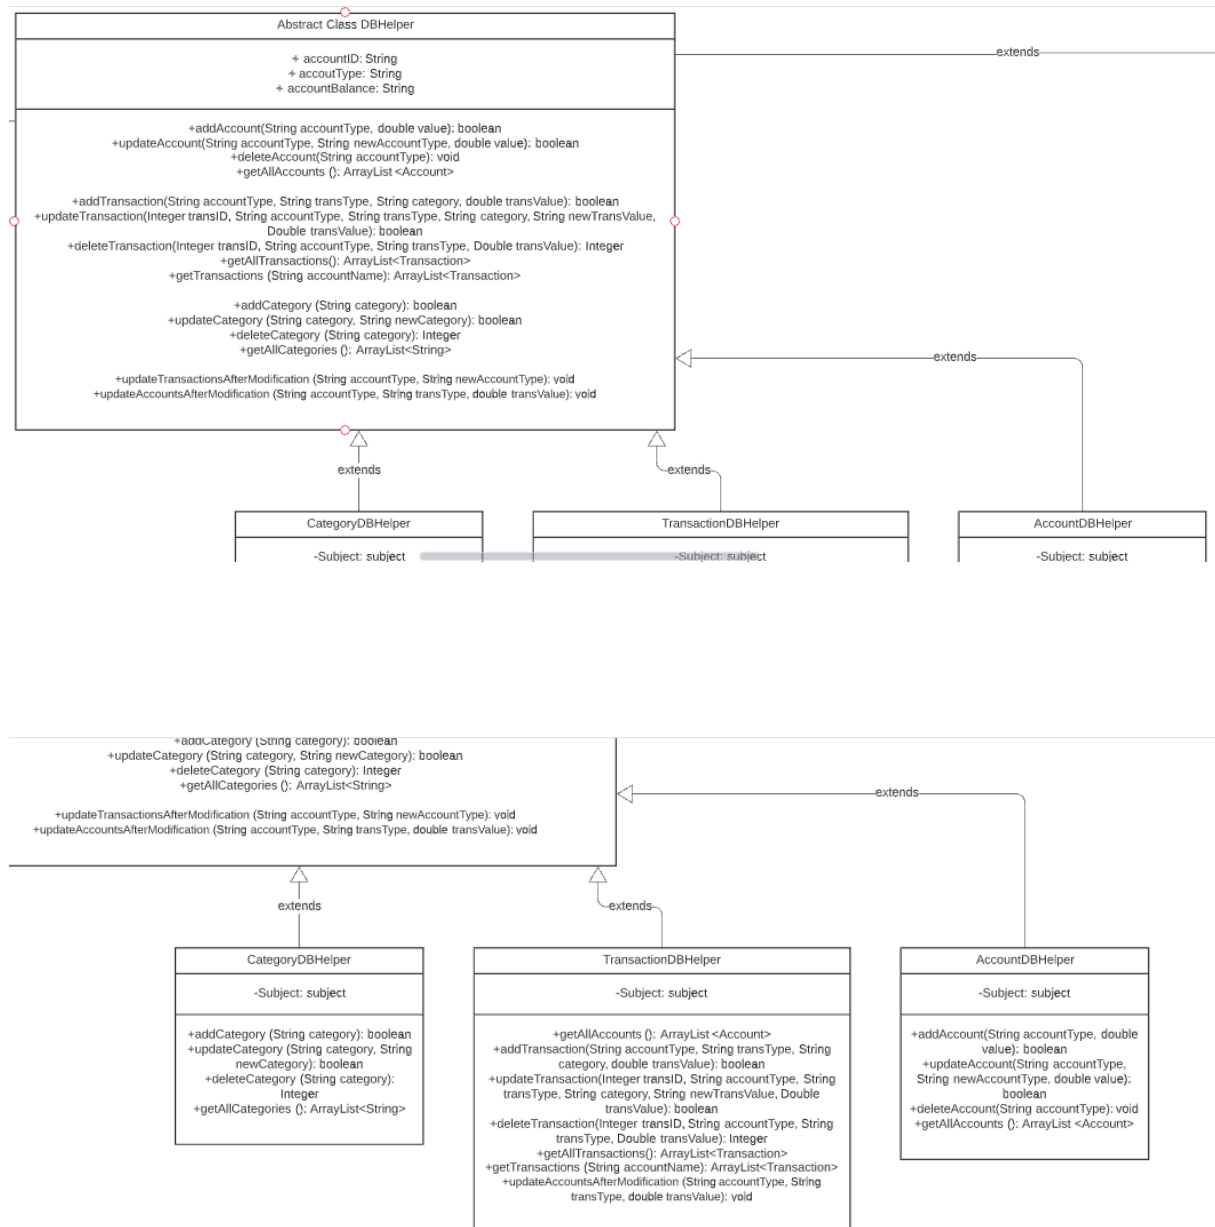 Abstract Class DBHelper
+ accountID: String
+ accoutType: String
+ accountBalance: String
extends
+addAccount(String accountType, double value): boolean
+updateAccount(String accountType, String newAccountType, double value): boolean
+deleteAccount(String accountType): void
+getAllAccounts (): ArrayList <Account>
+addTransaction(String accountType, String transType, String category, double transValue): boolean
+updateTransaction(Integer transID, String accountType, String transType, String category, String newTransValue,
Double transValue): boolean
+deleteTransaction(Integer transID, String accountType, String transType, Double transValue): Integer
+getAllTransactions(): ArrayList<Transaction>
+getTransactions (String accountName): ArrayList<Transaction>
+addCategory (String category): boolean
+updateCategory (String category, String newCategory): boolean
+deleteCategory (String category): Integer
+getAllCategories (): ArrayList<String>
+updateTransactionsAfterModification (String accountType, String newAccountType): void
+updateAccountsAfterModification (String accountType, String transType, double transValue): void
extends
extends
extends
CategoryDBHelper
-Subject: subject
TransactionDBHelper
-Subject: subject
AccountDBHelper
-Subject: subject
+addCategory (String category): boolean
+updateCategory (String category, String newCategory): boolean
+deleteCategory (String category): Integer
+getAllCategories (): ArrayList<String>
+updateTransactionsAfterModification (String accountType, String newAccountType): void
+updateAccountsAfterModification (String accountType, String transType, double transValue): void
extends
extends
extends
CategoryDBHelper
-Subject: subject
+addCategory (String category): boolean
+updateCategory (String category, String
newCategory): boolean
+deleteCategory (String category):
Integer
+getAllCategories (): ArrayList<String>
TransactionDBHelper
-Subject: subject
+getAllAccounts (): ArrayList <Account>
+addTransaction(String accountType, String transType, String
category, double transValue): boolean
+updateTransaction(Integer transID, String accountType, String
transType, String category, String newTransValue, Double
transValue): boolean
+deleteTransaction(Integer transID, String accountType, String
transType, Double transValue): Integer
+getAllTransactions(): ArrayList<Transaction>
+getTransactions (String accountName): ArrayList<Transaction>
+updateAccountsAfterModification (String accountType, String
transType, double transValue): void
AccountDBHelper
-Subject: subject
+addAccount(String accountType, double
value): boolean
+updateAccount(String accountType,
String newAccountType, double value):
boolean
+deleteAccount(String accountType): void
+getAllAccounts (): ArrayList <Account>